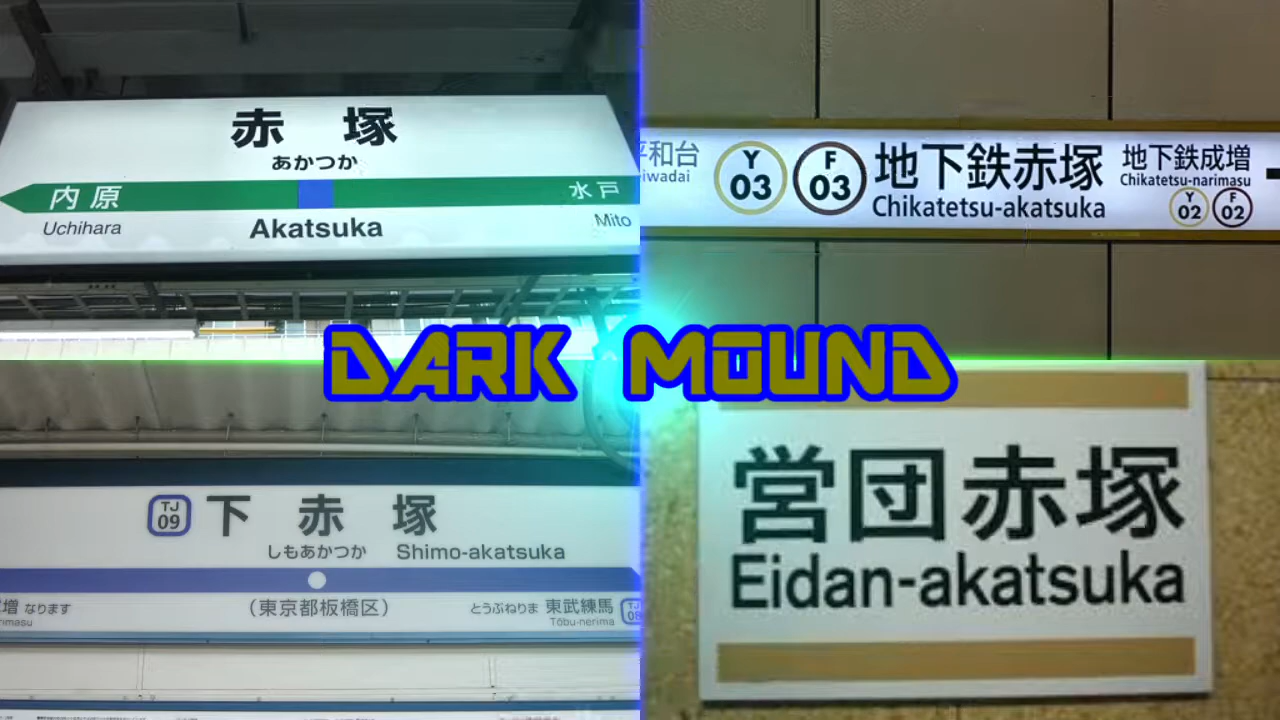 赤塚
あかつか
内原 水戸
Uchihara Akatsuka Mito
平和台 Y 03 F 03 地下鉄赤塚 地下鉄成増
iwadai Chikatetsu-akatsuka Chikatetsu-narimasu
Y 02 F 02
DARK MOUND
TJ 09 下赤塚
しもあかつか Shimo-akatsuka
増 なります (東京都板橋区) とうぶねりま 東武練馬 TJ 08
rimasu Tōbu-nerima
営団赤塚
Eidan-akatsuka